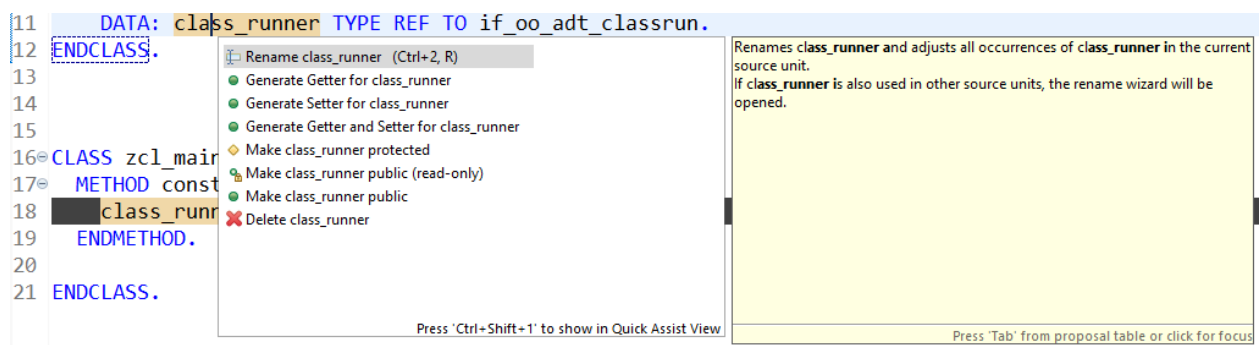 11 DATA: class_runner TYPE REF TO if_oo_adt_classrun.
12 ENDCLASS.
13
14
15
16 CLASS zcl_main
17 METHOD const
18 class_runn
19 ENDMETHOD.
20
21 ENDCLASS.
Rename class_runner (Ctrl+2, R)
Generate Getter for class_runner
Generate Setter for class_runner
Generate Getter and Setter for class_runner
Make class_runner protected
Make class_runner public (read-only)
Make class_runner public
Delete class_runner
Press 'Ctrl+Shift+1' to show in Quick Assist View
Renames class_runner and adjusts all occurrences of class_runner in the current
source unit.
If class_runner is also used in other source units, the rename wizard will be
opened.
Press 'Tab' from proposal table or click for focus